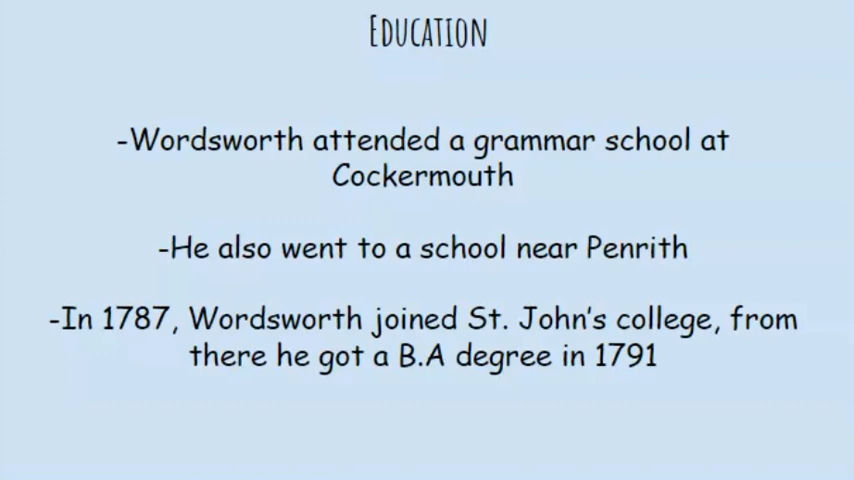 Education
-Wordsworth attended a grammar school at
Cockermouth
-He also went to a school near Penrith
-In 1787, Wordsworth joined St. John's college, from
there he got a B.A degree in 1791